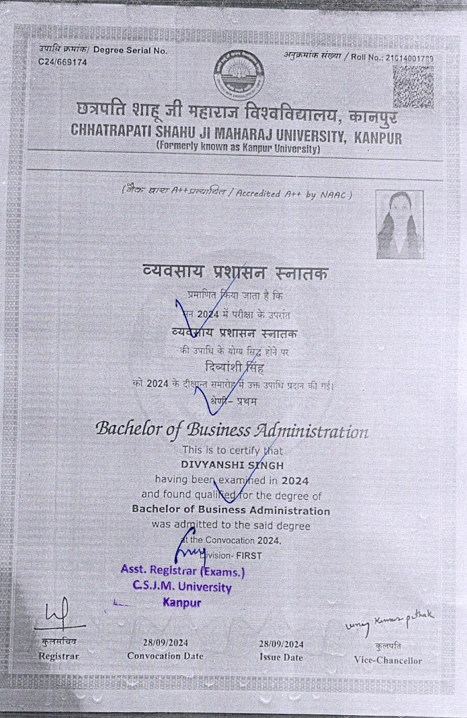 उपाधि क्रमांक/ Degree Serial No.
C24/669174
अनुक्रमांक संख्या / Roll No.:
छत्रपति शाहू जी महाराज विश्वविद्यालय, कानपुर
CHHATRAPATI SHAHU JI MAHARAJ UNIVERSITY, KANPUR
(Formerly known as Kanpur University)
(नैक द्वारा A++ प्रत्यायित / Accredited A++ by NAAC)
व्यवसाय प्रशासन स्नातक
प्रमाणित किया जाता है कि
सन 2024 में परीक्षा के उपरांत
व्यवसाय प्रशासन स्नातक
की उपाधि के योग्य सिद्ध होने पर
दिव्यांशी सिंह
को 2024 के दीक्षान्त समारोह में उक्त उपाधि प्रदान की गई।
श्रेणी- प्रथम
Bachelor of Business Administration
This is to certify that
DIVYANSHI SINGH
having been examined in 2024
and found qualified for the degree of
Bachelor of Business Administration
was admitted to the said degree
at the Convocation 2024.
Division- FIRST
Asst. Registrar (Exams.)
C.S.J.M. University
Kanpur
कुलसचिव
Registrar
28/09/2024
Convocation Date
28/09/2024
Issue Date
कुलपति
Vice-Chancellor